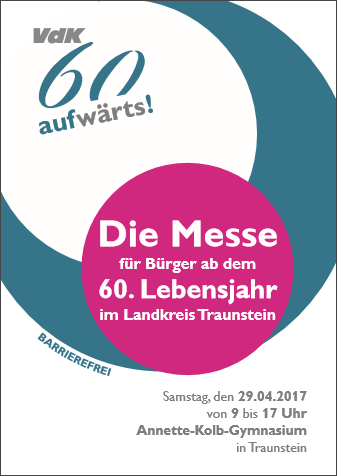 VdK
60
aufwärts!
Die Messe
für Bürger ab dem
60. Lebensjahr
im Landkreis Traunstein
BARRIEREFREI
Samstag, den 29.04.2017
von 9 bis 17 Uhr
Annette-Kolb-Gymnasium
in Traunstein